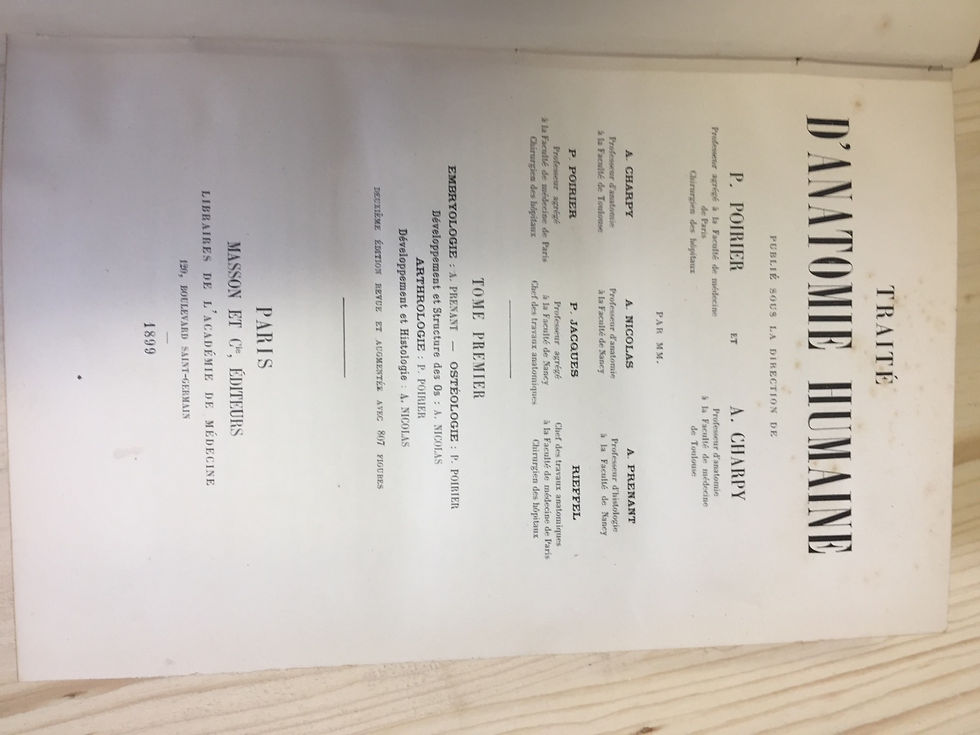 TRAITÉ
D'ANATOMIE HUMAINE
PUBLIÉ SOUS LA DIRECTION DE
P. POIRIER ET A. CHARPY
Professeur agrégé à la Faculté de médecine
de Paris
Chirurgien des hôpitaux
Professeur d'anatomie
à la Faculté de médecine
de Toulouse
PAR MM.
A. CHARPY
Professeur d'anatomie
à la Faculté de Toulouse
A. NICOLAS
Professeur d'anatomie
à la Faculté de Nancy
A. PRENANT
Professeur d'histologie
à la Faculté de Nancy
P. POIRIER
Professeur agrégé
à la Faculté de médecine de Paris
Chirurgien des hôpitaux
P. JACQUES
Professeur agrégé
à la Faculté de Nancy
Chef des travaux anatomiques
RIEFFEL
Chef des travaux anatomiques
à la Faculté de médecine de Paris
Chirurgien des hôpitaux
TOME PREMIER
EMBRYOLOGIE : A. PRENANT — OSTÉOLOGIE : P. POIRIER
Développement et Structure des Os : A. NICOLAS
ARTHROLOGIE : P. POIRIER
Développement et Histologie : A. NICOLAS
DEUXIÈME ÉDITION REVUE ET AUGMENTÉE AVEC 807 FIGURES
PARIS
MASSON ET Cie, ÉDITEURS
LIBRAIRES DE L'ACADÉMIE DE MÉDECINE
120, BOULEVARD SAINT-GERMAIN
1899